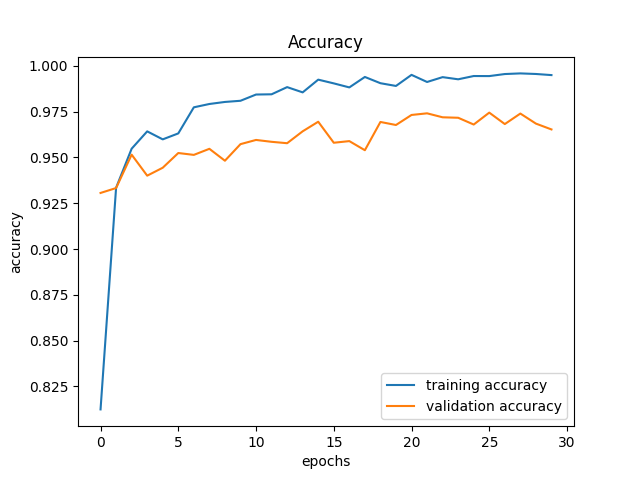 Accuracy
1.000
0.975
0.950
0.925
0.900
0.875
0.850
0.825
accuracy
training accuracy
validation accuracy
0 5 10 15 20 25 30
epochs